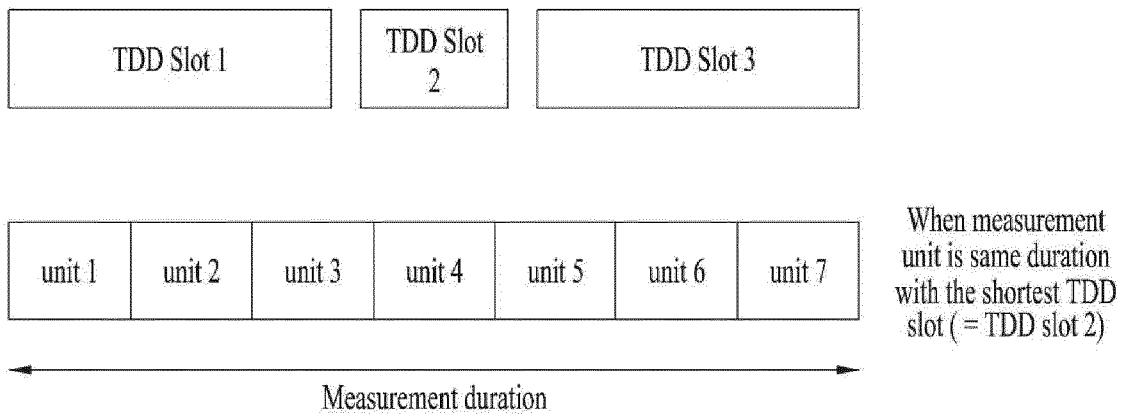 TDD Slot 1
TDD Slot
2
TDD Slot 3
unit 1
unit 2
unit 3
unit 4
unit 5
unit 6
unit 7
When measurement
unit is same duration
with the shortest TDD
slot ( = TDD slot 2)
Measurement duration